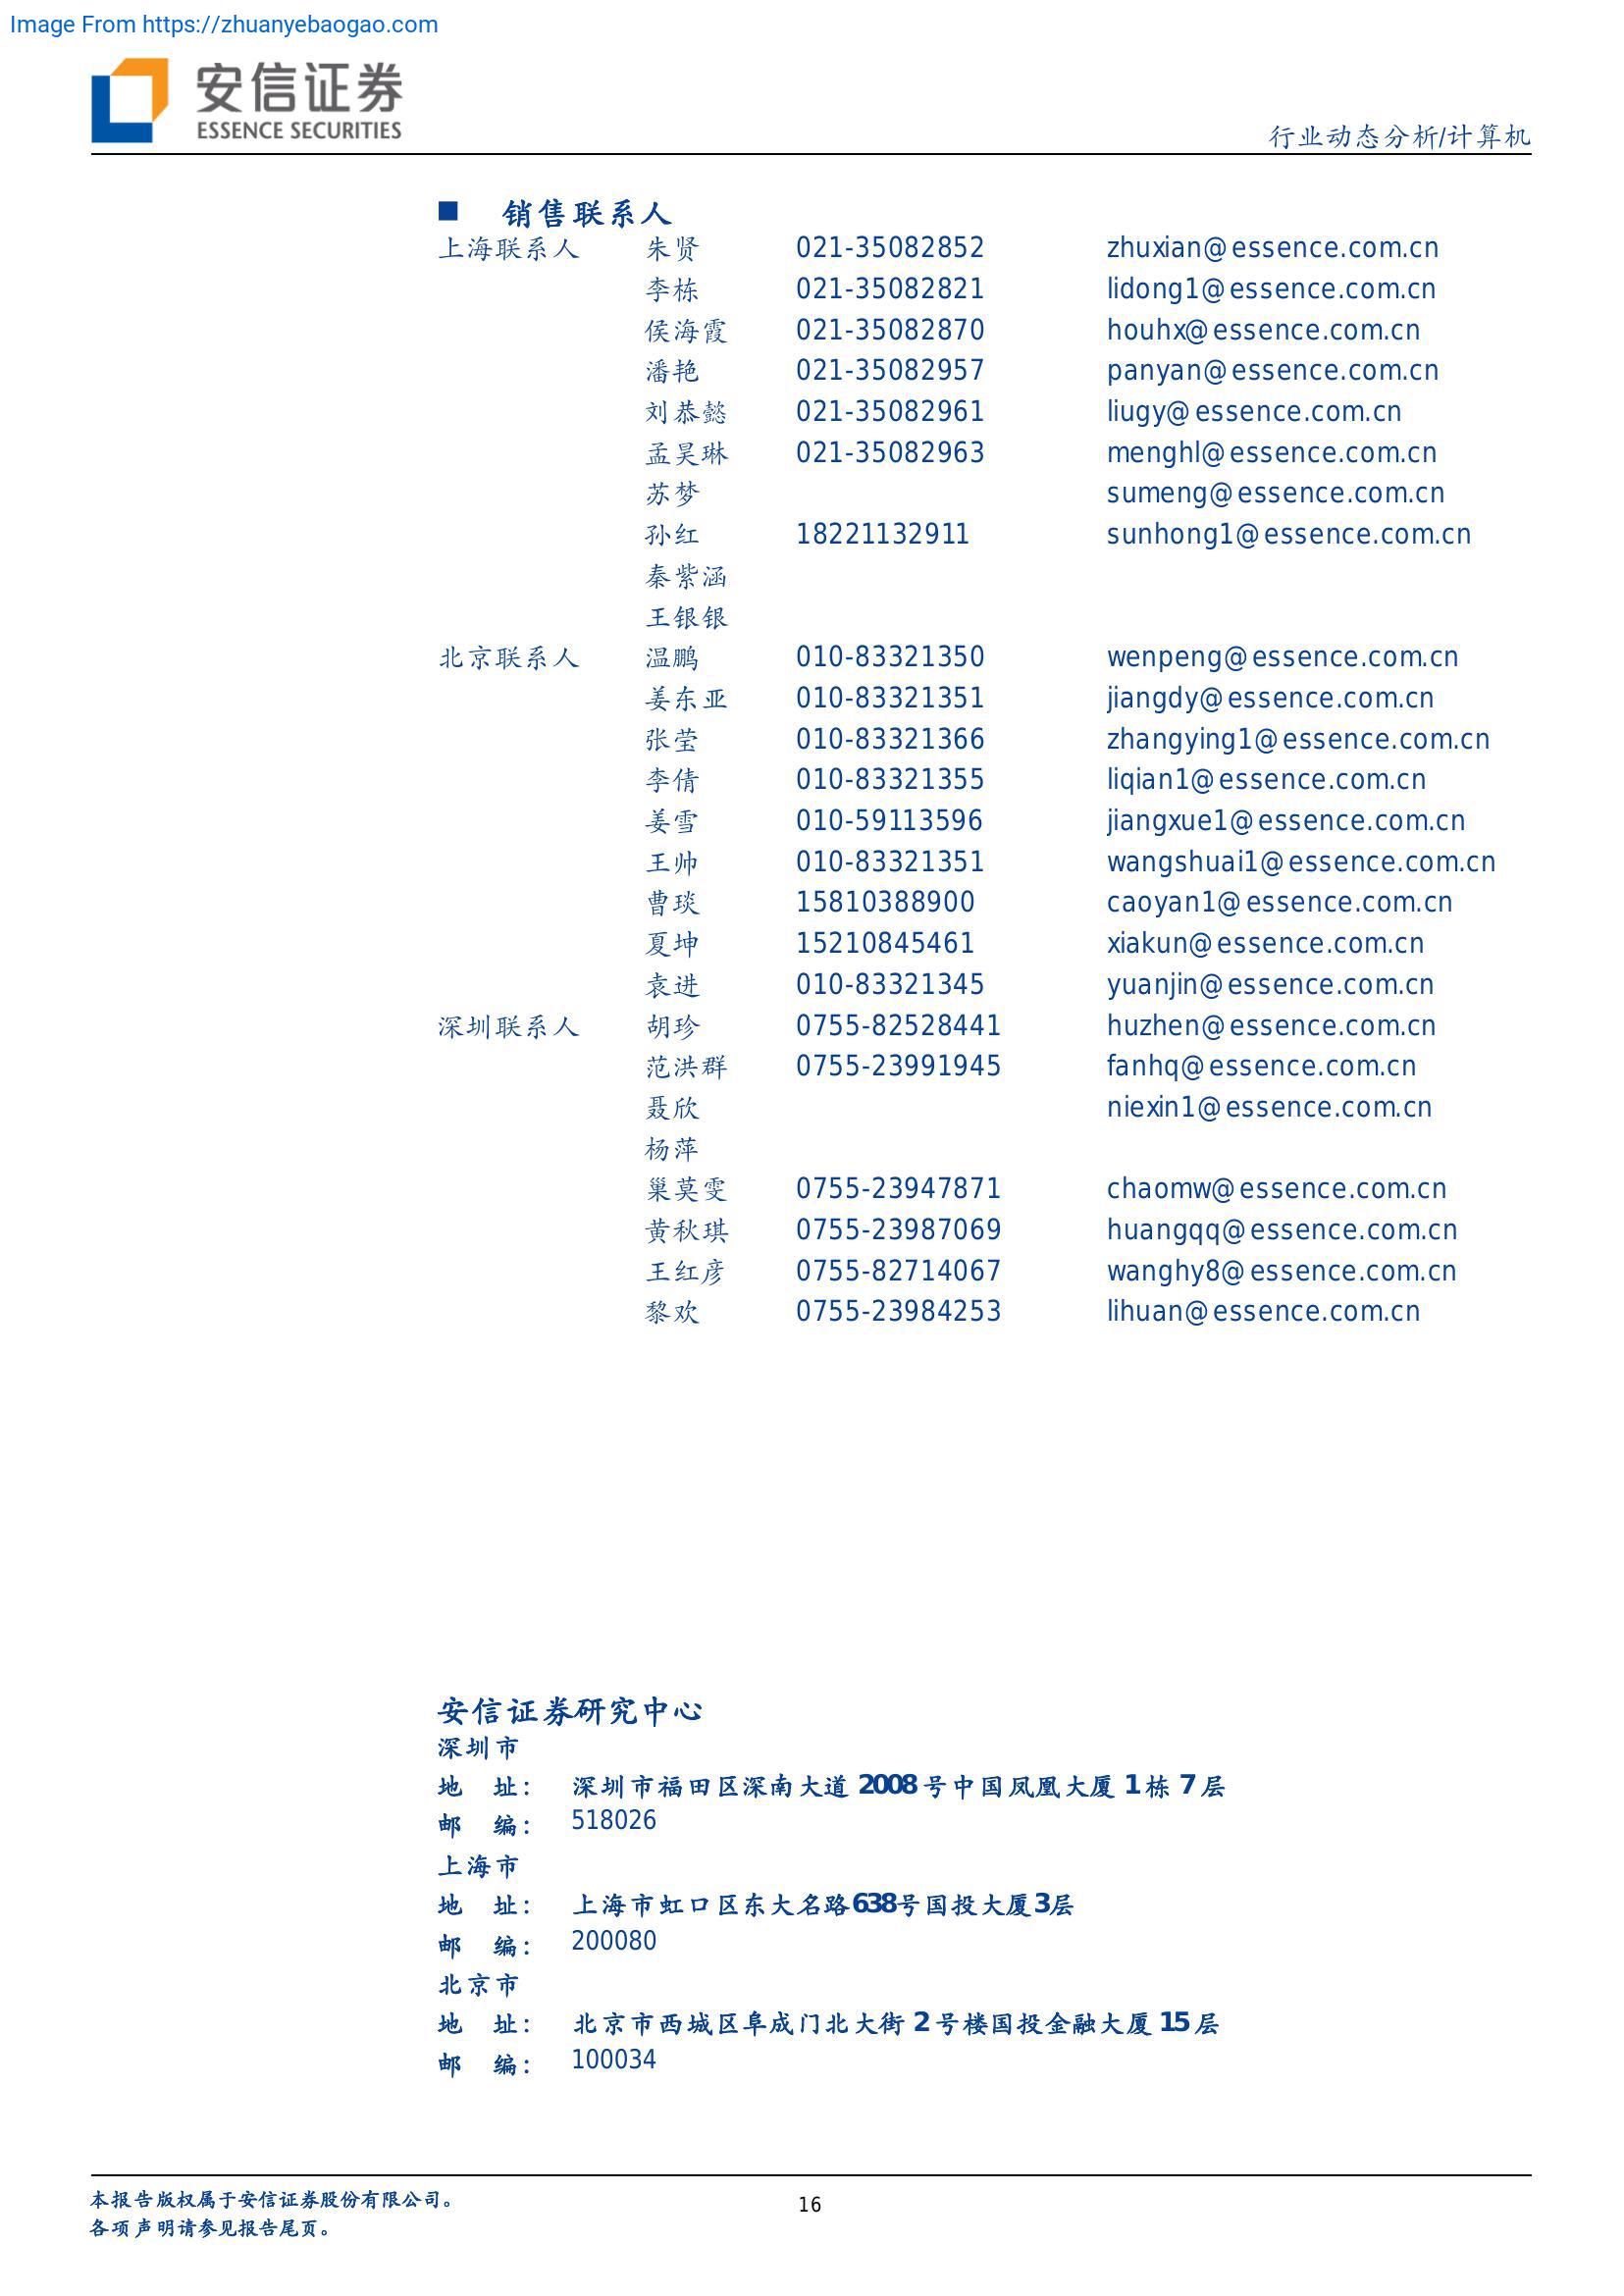 Image From https://zhuanyebaogao.com
安信证券
ESSENCE SECURITIES
行业动态分析/计算机
■ 销售联系人
上海联系人 朱贤 021-35082852 zhuxian@essence.com.cn
李栋 021-35082821 lidong1@essence.com.cn
侯海霞 021-35082870 houhx@essence.com.cn
潘艳 021-35082957 panyan@essence.com.cn
刘恭懿 021-35082961 liugy@essence.com.cn
孟昊琳 021-35082963 menghl@essence.com.cn
苏梦 sumeng@essence.com.cn
孙红 18221132911 sunhong1@essence.com.cn
秦紫涵
王银银
北京联系人 温鹏 010-83321350 wenpeng@essence.com.cn
姜东亚 010-83321351 jiangdy@essence.com.cn
张莹 010-83321366 zhangying1@essence.com.cn
李倩 010-83321355 liqian1@essence.com.cn
姜雪 010-59113596 jiangxue1@essence.com.cn
王帅 010-83321351 wangshuai1@essence.com.cn
曹琰 15810388900 caoyan1@essence.com.cn
夏坤 15210845461 xiakun@essence.com.cn
袁进 010-83321345 yuanjin@essence.com.cn
深圳联系人 胡珍 0755-82528441 huzhen@essence.com.cn
范洪群 0755-23991945 fanhq@essence.com.cn
聂欣 niexin1@essence.com.cn
杨萍
巢莫雯 0755-23947871 chaomw@essence.com.cn
黄秋琪 0755-23987069 huangqq@essence.com.cn
王红彦 0755-82714067 wanghy8@essence.com.cn
黎欢 0755-23984253 lihuan@essence.com.cn
安信证券研究中心
深圳市
地 址： 深圳市福田区深南大道 2008 号中国凤凰大厦 1 栋 7 层
邮 编： 518026
上海市
地 址： 上海市虹口区东大名路638号国投大厦3层
邮 编： 200080
北京市
地 址： 北京市西城区阜成门北大街 2 号楼国投金融大厦 15 层
邮 编： 100034
本报告版权属于安信证券股份有限公司。
16
各项声明请参见报告尾页。